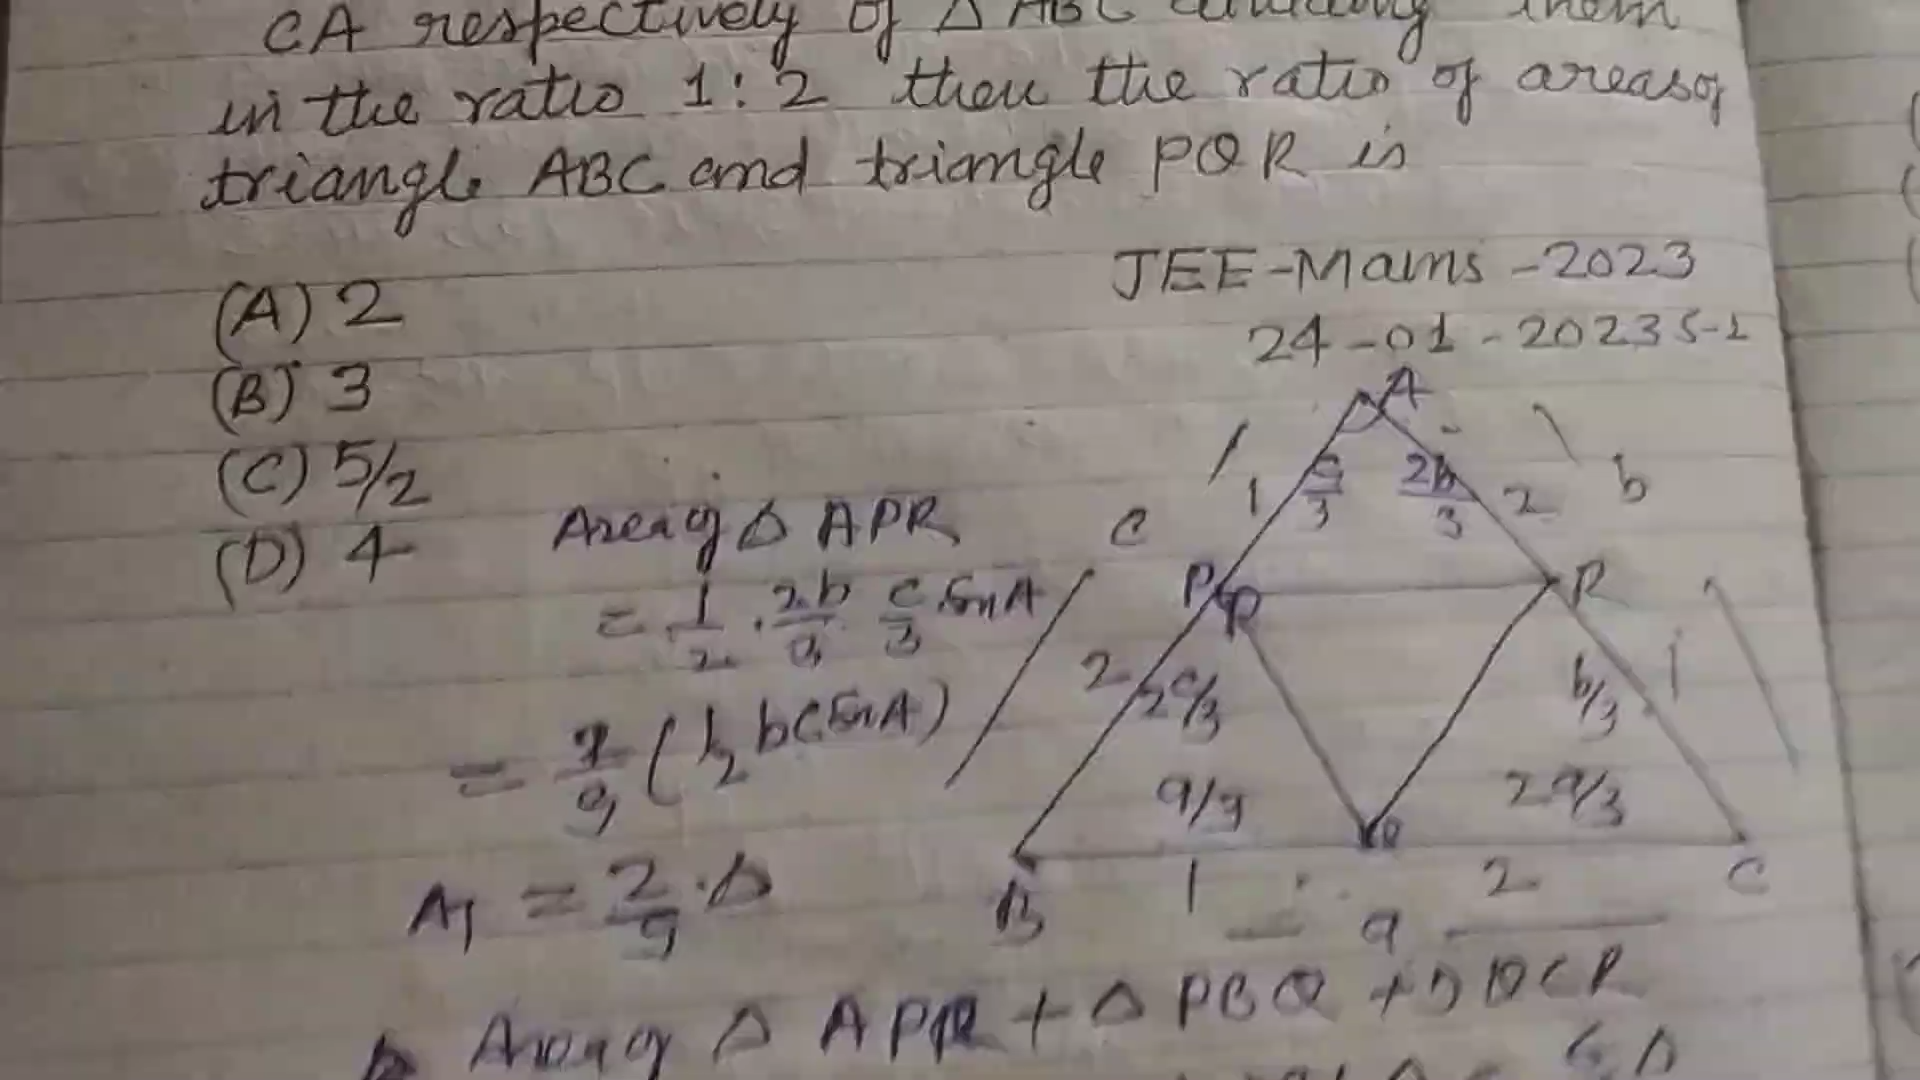 CA respectively of △ ABC dividing them
in the ratio 1:2 then the ratio of areas of
triangle ABC and triangle PQR is
JEE-Mains -2023
24-01-2023 S-1
(A) 2
(B) 3
(C) 5/2
(D) 4
A
1 c/3 2b/3 2 b
Area of △ APR
c
P R
= 1/2 . 2b/3 . c/3 sin A
2 2c/3 b/3 1
= 2/9 (1/2 bc sin A)
a/3 2a/3
Q
B 1 2 C
a
A1 = 2/9 . △
Area of △ APR + △ PBQ + △ QCR